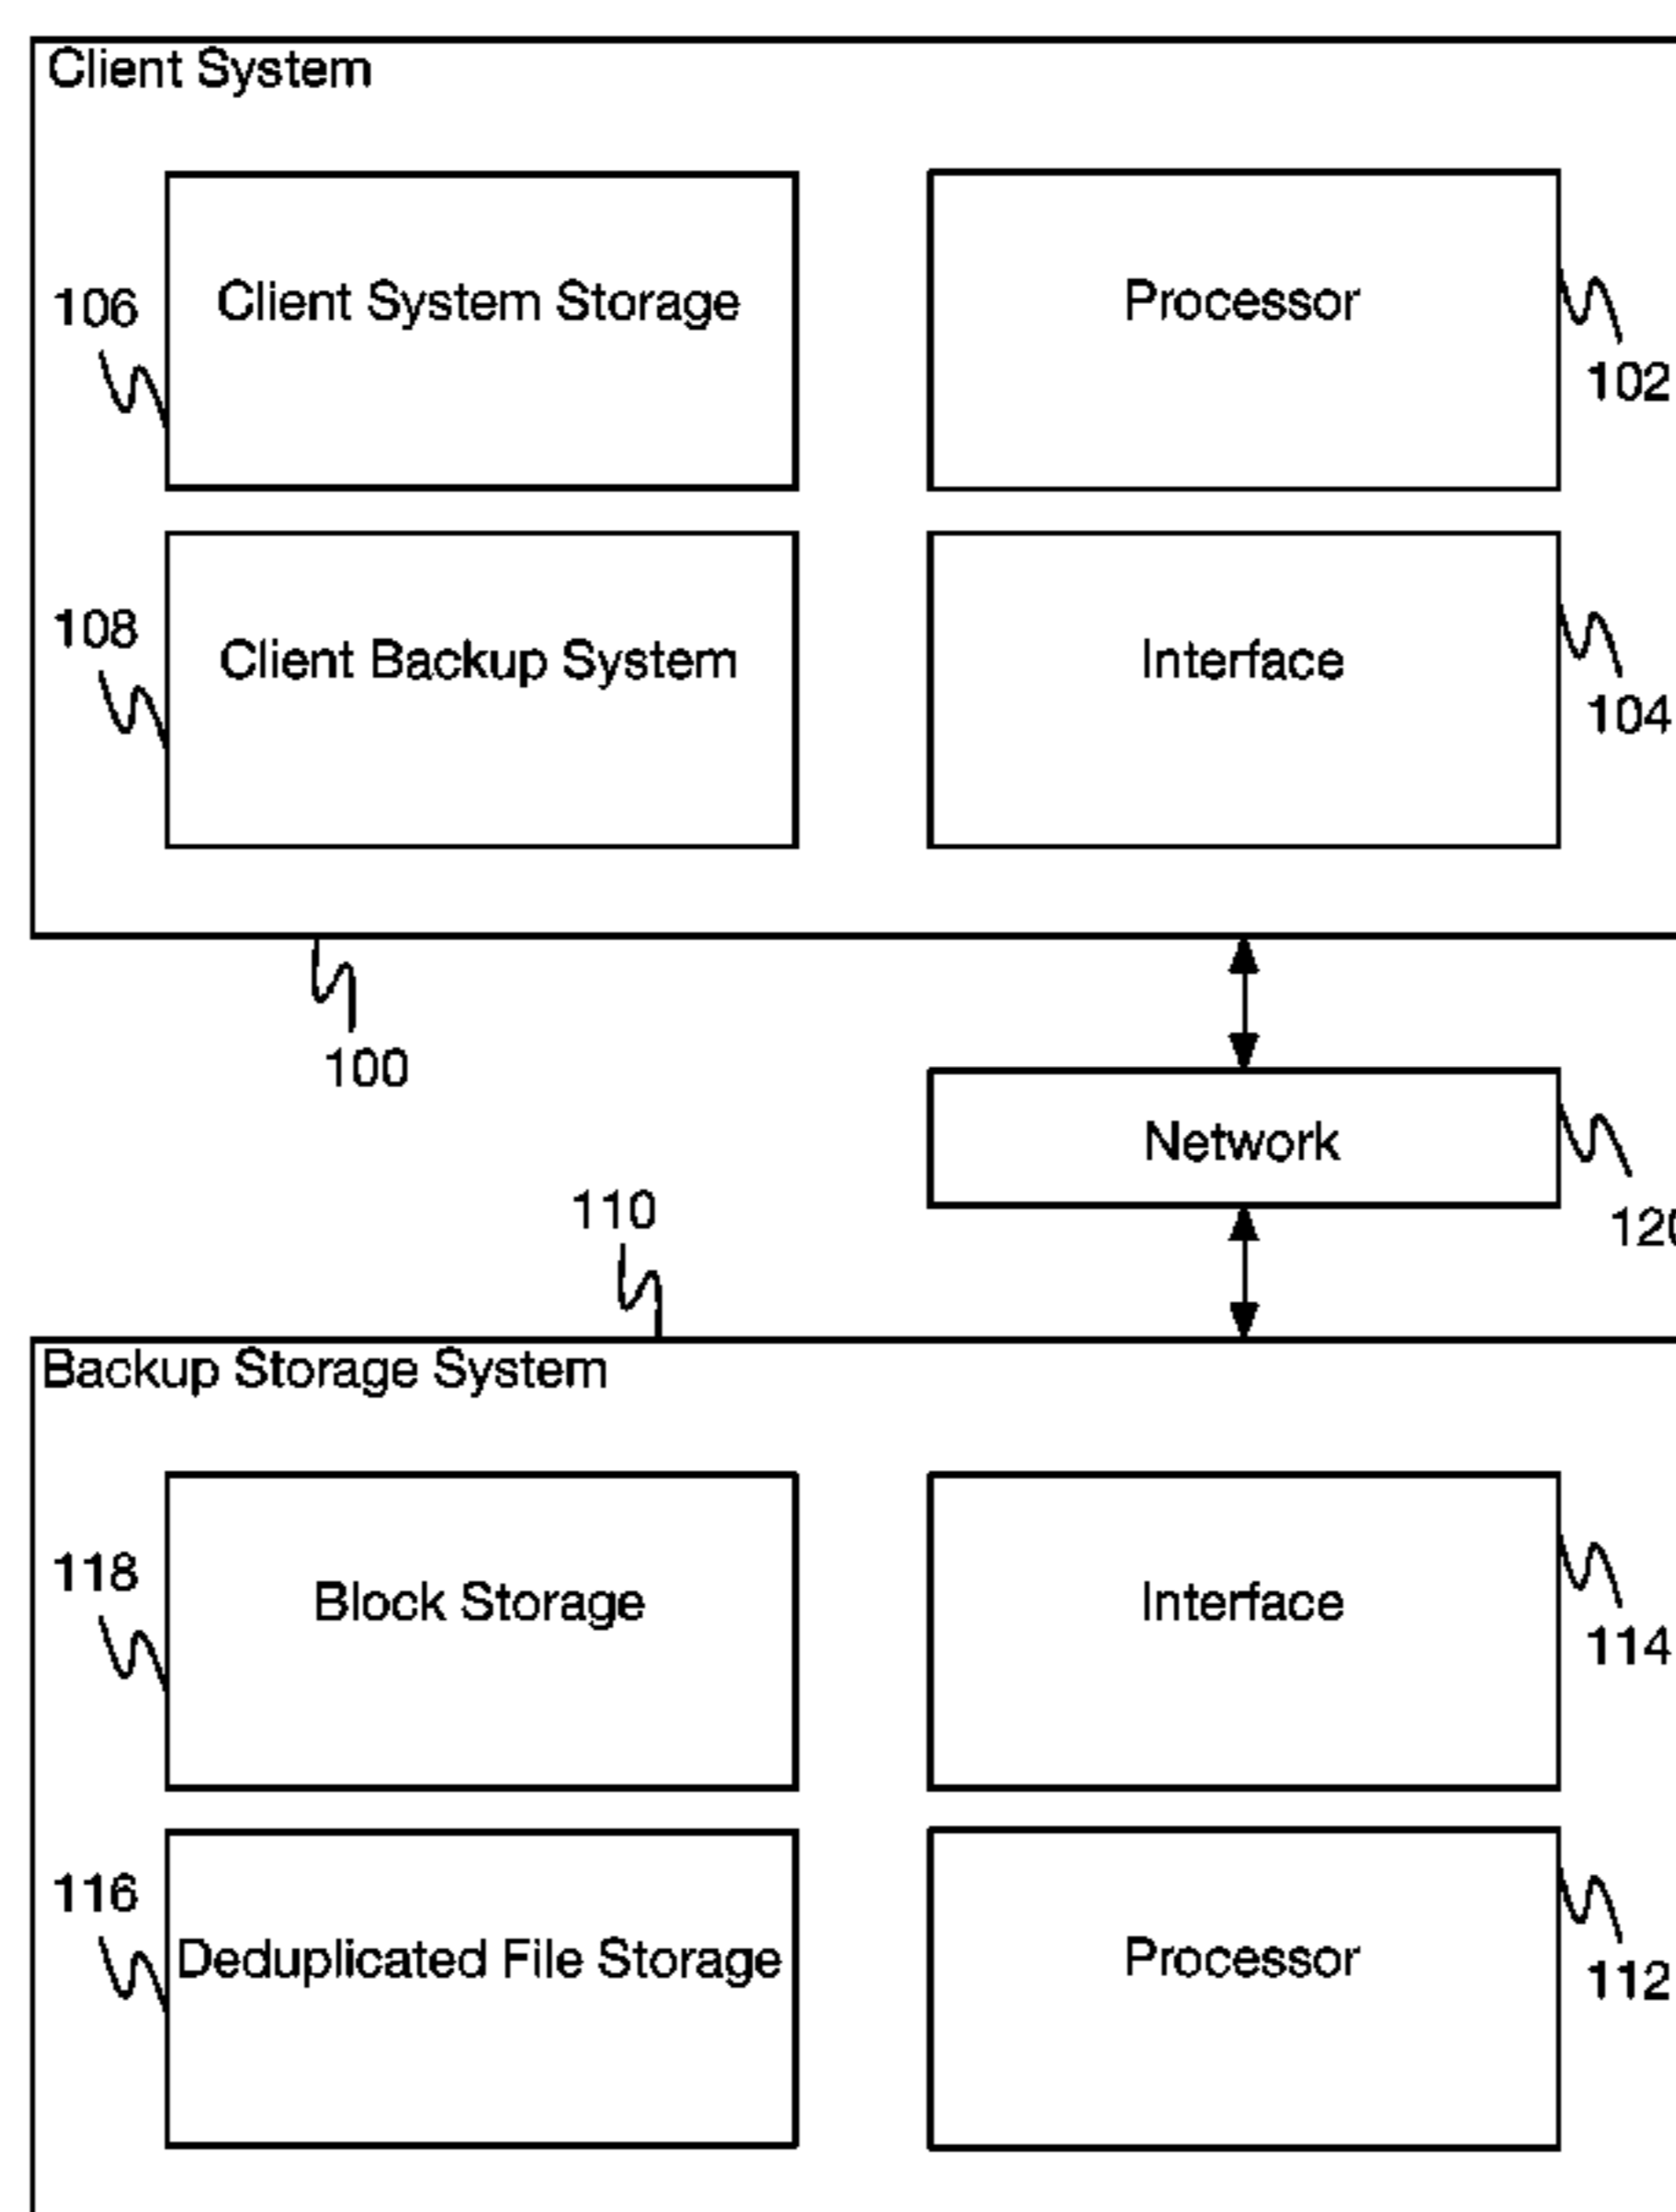 Client System
106
Client System Storage
Processor
102
108
Client Backup System
Interface
104
100
Network
120
110
Backup Storage System
118
Block Storage
Interface
114
116
Deduplicated File Storage
Processor
112